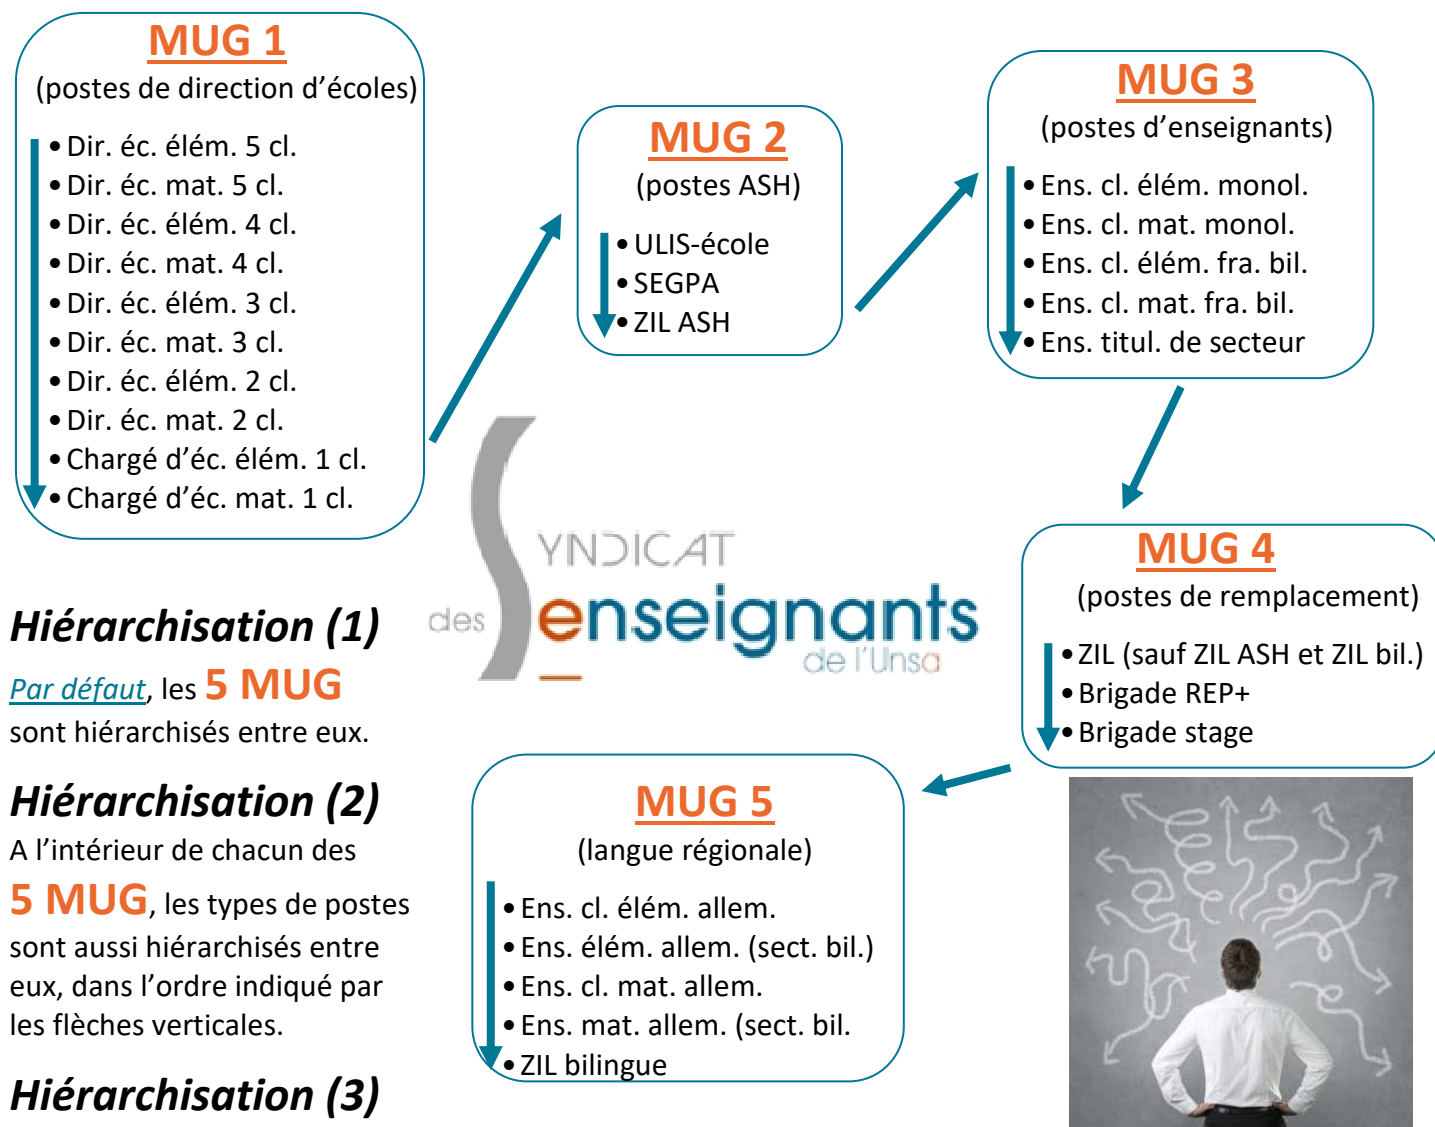 MUG 1
(postes de direction d’écoles)
•Dir. éc. élém. 5 cl.
•Dir. éc. mat. 5 cl.
•Dir. éc. élém. 4 cl.
•Dir. éc. mat. 4 cl.
•Dir. éc. élém. 3 cl.
•Dir. éc. mat. 3 cl.
•Dir. éc. élém. 2 cl.
•Dir. éc. mat. 2 cl.
•Chargé d’éc. élém. 1 cl.
•Chargé d’éc. mat. 1 cl.
MUG 2
(postes ASH)
•ULIS-école
•SEGPA
•ZIL ASH
MUG 3
(postes d’enseignants)
•Ens. cl. élém. monol.
•Ens. cl. mat. monol.
•Ens. cl. élém. fra. bil.
•Ens. cl. mat. fra. bil.
•Ens. titul. de secteur
SYNDICAT
des enseignants
de l’Unsa
MUG 4
(postes de remplacement)
•ZIL (sauf ZIL ASH et ZIL bil.)
•Brigade REP+
•Brigade stage
Hiérarchisation (1)
Par défaut, les 5 MUG
sont hiérarchisés entre eux.
Hiérarchisation (2)
A l’intérieur de chacun des
5 MUG, les types de postes
sont aussi hiérarchisés entre
eux, dans l’ordre indiqué par
les flèches verticales.
Hiérarchisation (3)
MUG 5
(langue régionale)
•Ens. cl. élém. allem.
•Ens. élém. allem. (sect. bil.)
•Ens. cl. mat. allem.
•Ens. mat. allem. (sect. bil.
•ZIL bilingue